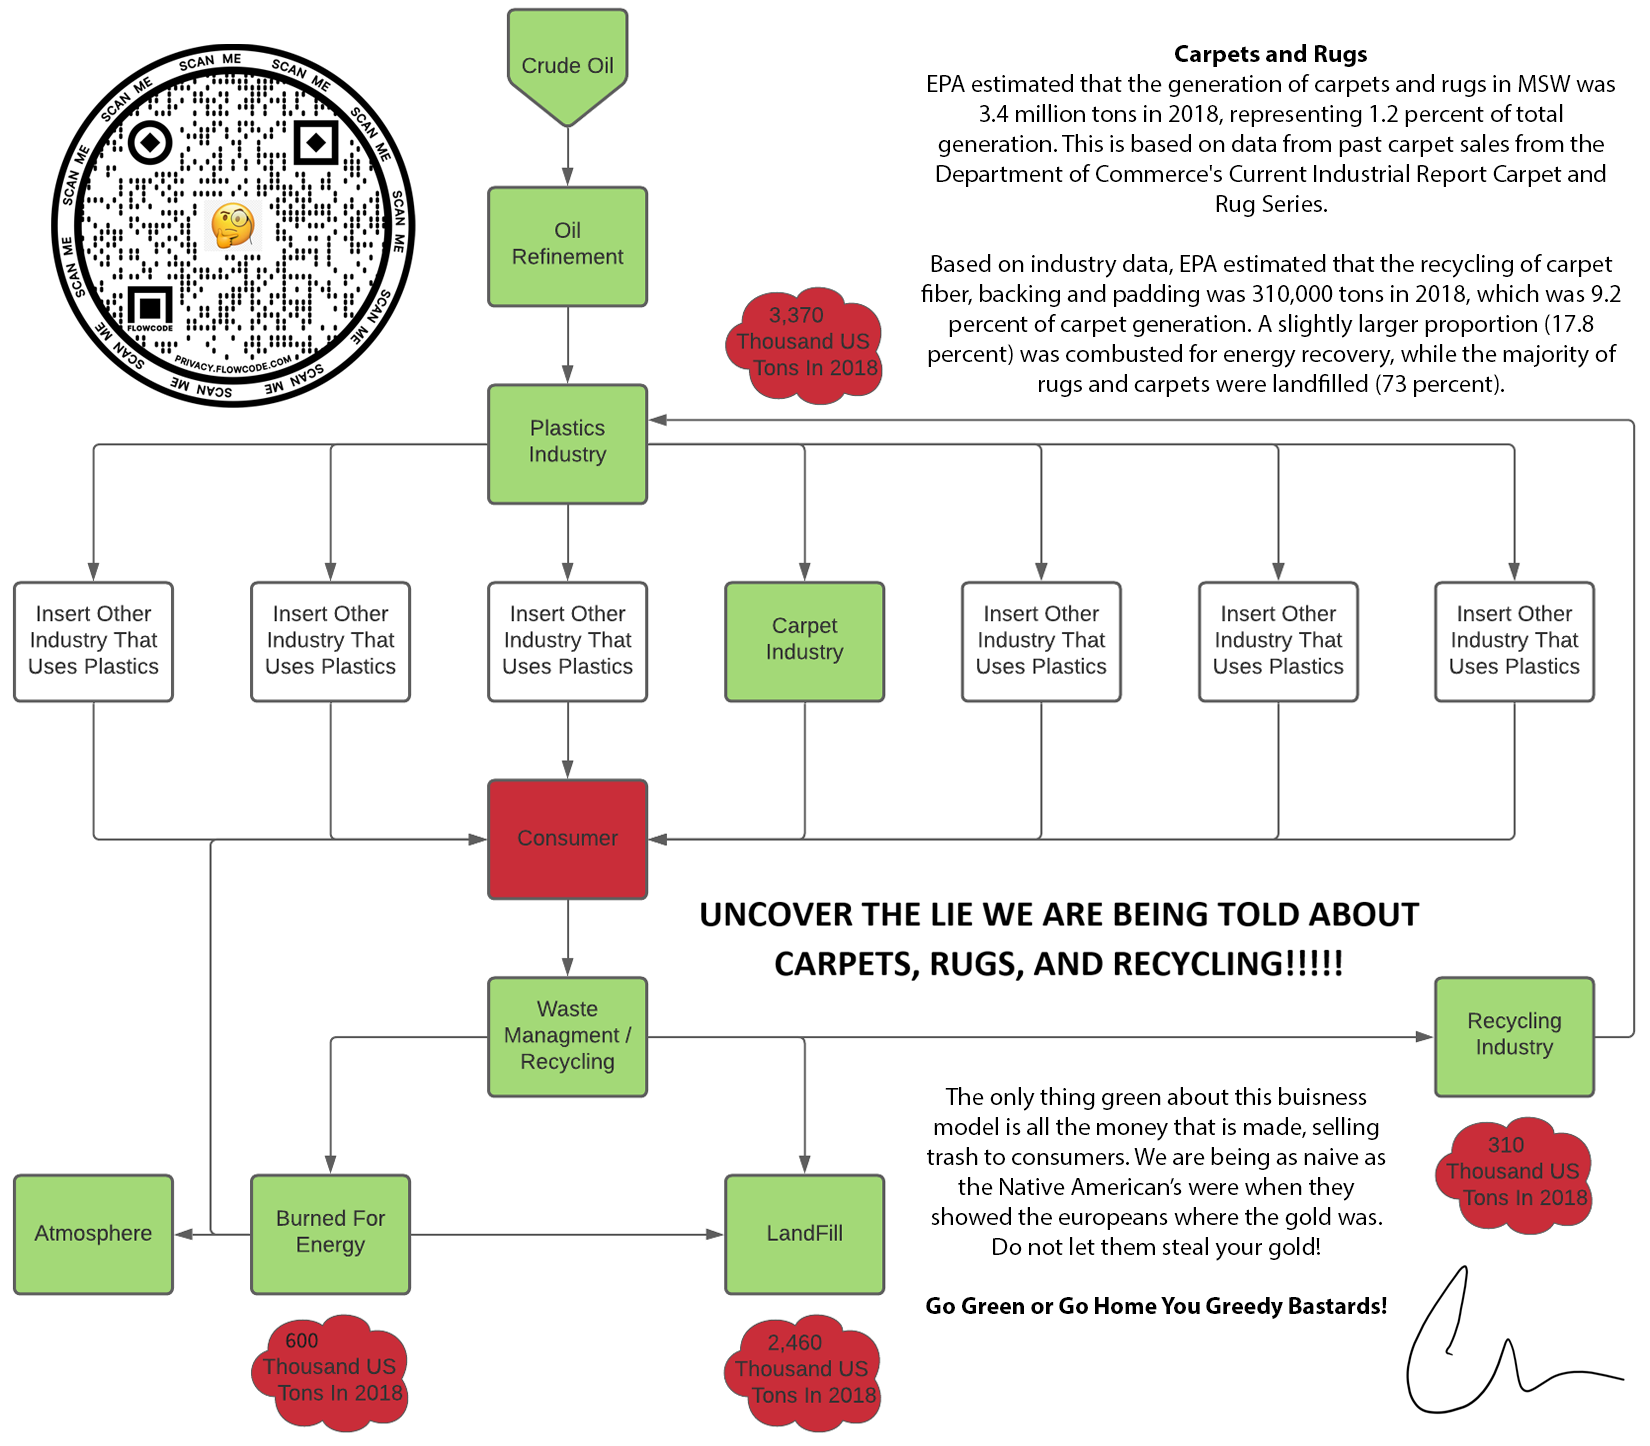 SCAN ME
SCAN ME
SCAN ME
SCAN ME
SCAN ME
SCAN ME
SCAN ME
SCAN ME
SCAN ME
SCAN ME
SCAN ME
SCAN ME
FLOWCODE
PRIVACY.FLOWCODE.COM
Crude Oil
Carpets and Rugs
EPA estimated that the generation of carpets and rugs in MSW was
3.4 million tons in 2018, representing 1.2 percent of total
generation. This is based on data from past carpet sales from the
Department of Commerce's Current Industrial Report Carpet and
Rug Series.
Based on industry data, EPA estimated that the recycling of carpet
fiber, backing and padding was 310,000 tons in 2018, which was 9.2
percent of carpet generation. A slightly larger proportion (17.8
percent) was combusted for energy recovery, while the majority of
rugs and carpets were landfilled (73 percent).
Oil
Refinement
3,370
Thousand US
Tons In 2018
Plastics
Industry
Insert Other
Industry That
Uses Plastics
Insert Other
Industry That
Uses Plastics
Insert Other
Industry That
Uses Plastics
Carpet
Industry
Insert Other
Industry That
Uses Plastics
Insert Other
Industry That
Uses Plastics
Insert Other
Industry That
Uses Plastics
Consumer
UNCOVER THE LIE WE ARE BEING TOLD ABOUT
CARPETS, RUGS, AND RECYCLING!!!!!
Waste
Managment /
Recycling
Recycling
Industry
The only thing green about this buisness
model is all the money that is made, selling
trash to consumers. We are being as naive as
the Native American's were when they
showed the europeans where the gold was.
Do not let them steal your gold!
Go Green or Go Home You Greedy Bastards!
310
Thousand US
Tons In 2018
Atmosphere
Burned For
Energy
LandFill
600
Thousand US
Tons In 2018
2,460
Thousand US
Tons In 2018